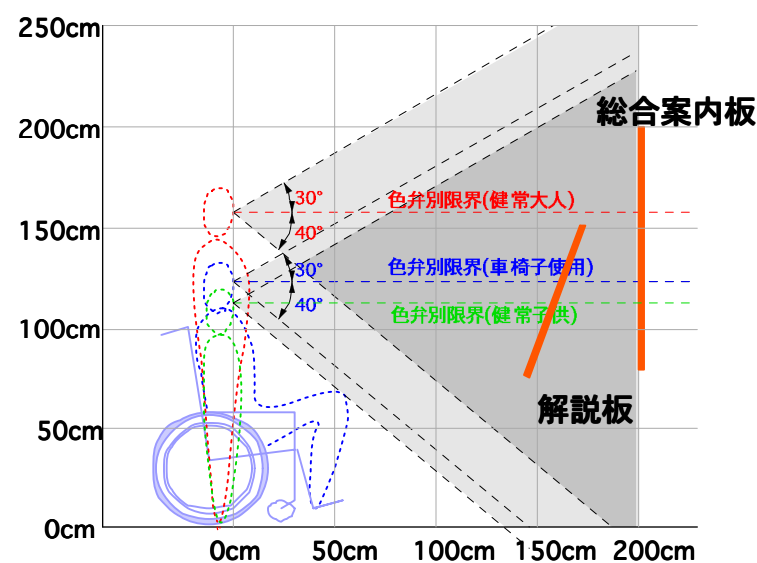 250cm
総合案内板
200cm
30°
色弁別限界(健常大人)
40°
150cm
30°
色弁別限界(車椅子使用)
40°
色弁別限界(健常子供)
100cm
解説板
50cm
0cm
0cm
50cm
100cm
150cm
200cm